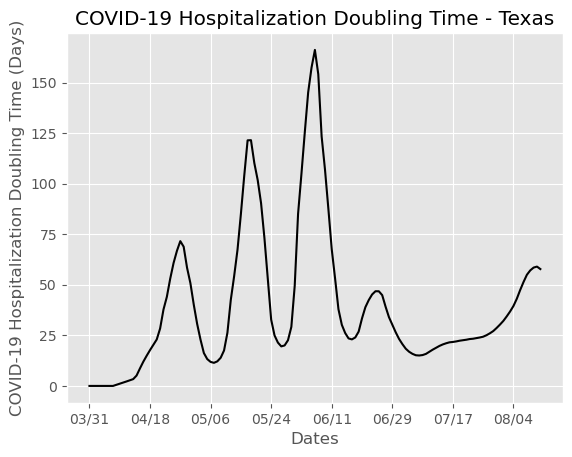 COVID-19 Hospitalization Doubling Time - Texas
COVID-19 Hospitalization Doubling Time (Days)
150
125
100
75
50
25
0
03/31 04/18 05/06 05/24 06/11 06/29 07/17 08/04
Dates